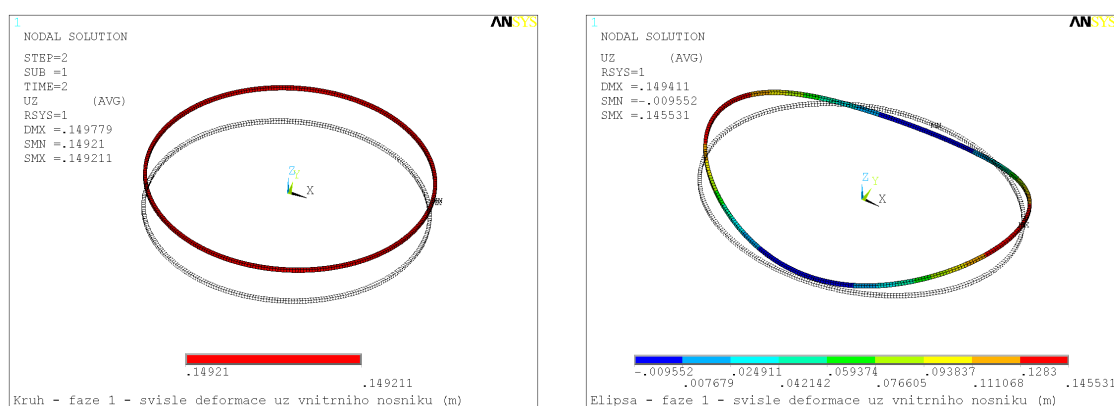 1
ANSYS
NODAL SOLUTION
STEP=2
SUB =1
TIME=2
UZ (AVG)
RSYS=1
DMX =.149779
SMN =.14921
SMX =.149211
Z
Y
X
MX
.14921
.149211
Kruh - faze 1 - svisle deformace uz vnitrniho nosniku (m)
1
ANSYS
NODAL SOLUTION
UZ (AVG)
RSYS=1
DMX =.149411
SMN =-.009552
SMX =.145531
MN
Z
Y
X
MX
-.009552
.024911
.059374
.093837
.1283
.007679
.042142
.076605
.111068
.145531
Elipsa - faze 1 - svisle deformace uz vnitrniho nosniku (m)